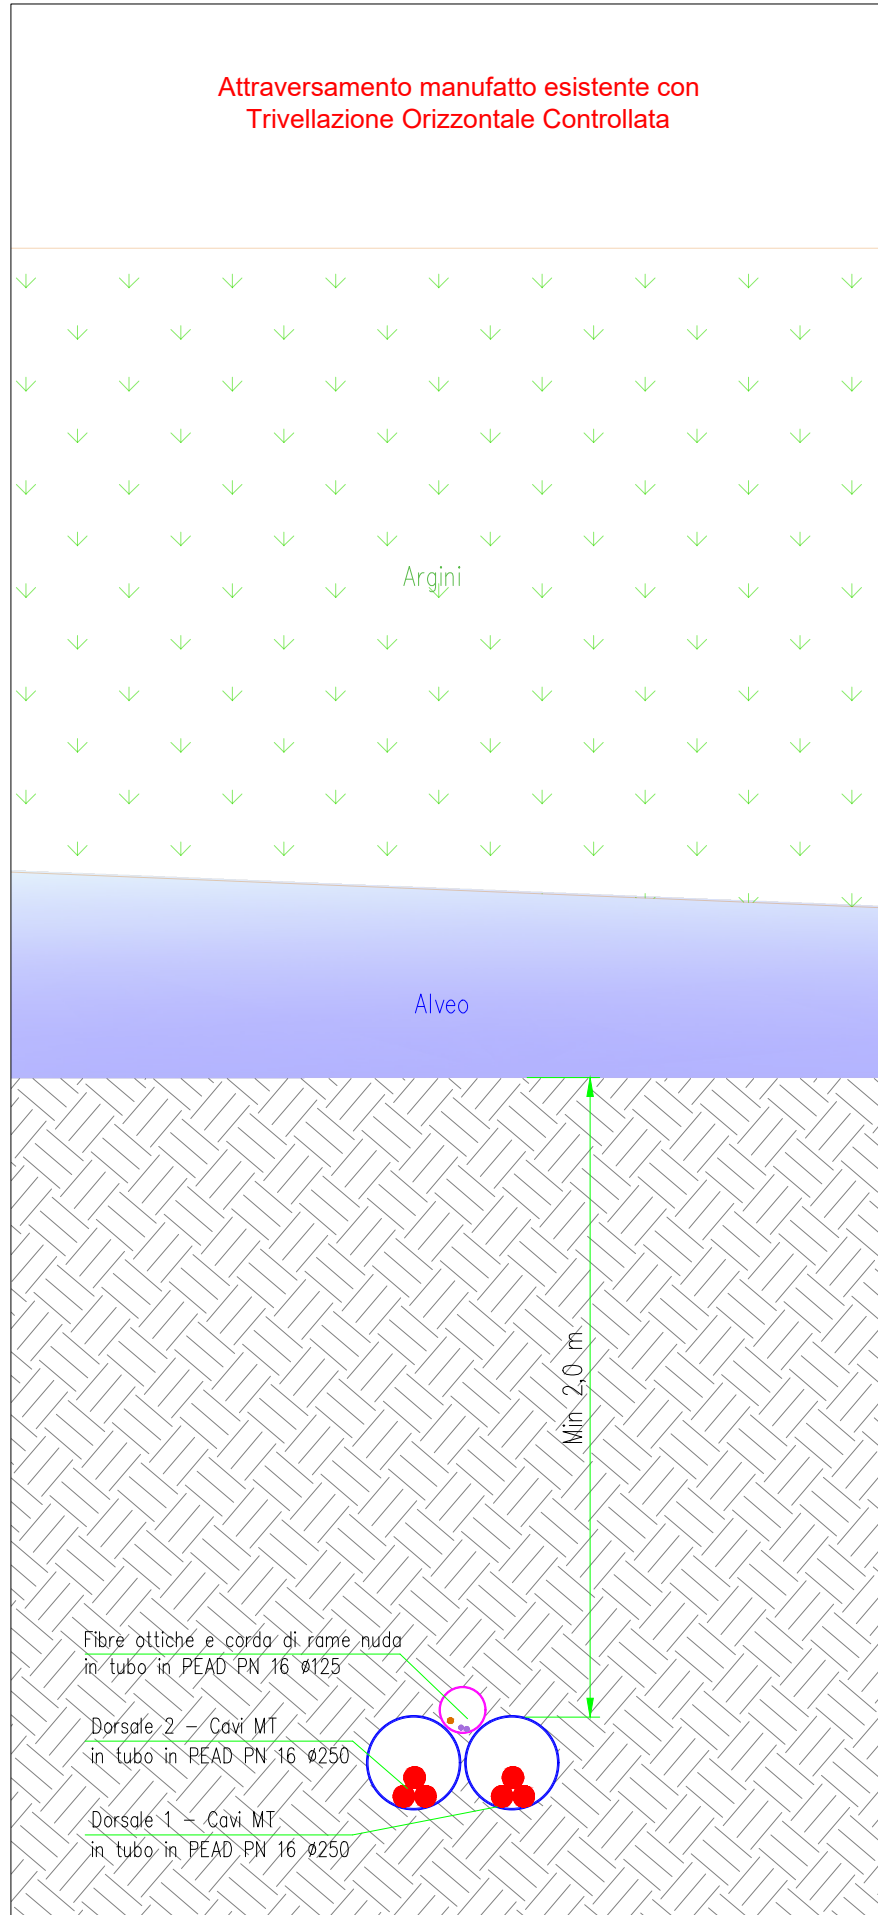 Attraversamento manufatto esistente con
Trivellazione Orizzontale Controllata
Argini
Alveo
Min 2,0 m
Fibre ottiche e corda di rame nuda
in tubo in PEAD PN 16 ø125
Dorsale 2 – Cavi MT
in tubo in PEAD PN 16 ø250
Dorsale 1 – Cavi MT
in tubo in PEAD PN 16 ø250